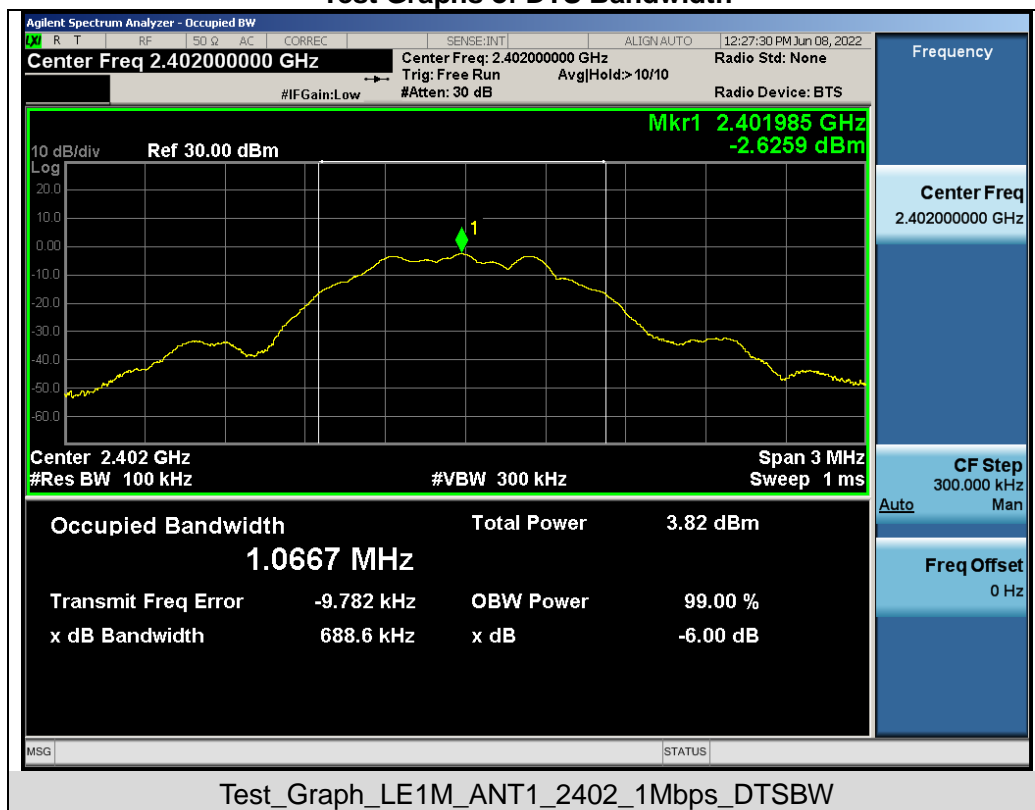 Test Graphs of DTS Bandwidth
Agilent Spectrum Analyzer - Occupied BW
LXI R T RF 50 Ω AC CORREC SENSE:INT ALIGN AUTO 12:27:30 PM Jun 08, 2022
Center Freq 2.402000000 GHz
Center Freq: 2.402000000 GHz
Radio Std: None
Trig: Free Run Avg|Hold:> 10/10
#IFGain:Low #Atten: 30 dB Radio Device: BTS
Mkr1 2.401985 GHz
-2.6259 dBm
10 dB/div Ref 30.00 dBm
Log
20.0
10.0
0.00
-10.0
-20.0
-30.0
-40.0
-50.0
-60.0
1
Center 2.402 GHz Span 3 MHz
#Res BW 100 kHz #VBW 300 kHz Sweep 1 ms
Occupied Bandwidth Total Power 3.82 dBm
1.0667 MHz
Transmit Freq Error -9.782 kHz OBW Power 99.00 %
x dB Bandwidth 688.6 kHz x dB -6.00 dB
MSG STATUS
Frequency
Center Freq
2.402000000 GHz
CF Step
300.000 kHz
Auto Man
Freq Offset
0 Hz
Test_Graph_LE1M_ANT1_2402_1Mbps_DTSBW